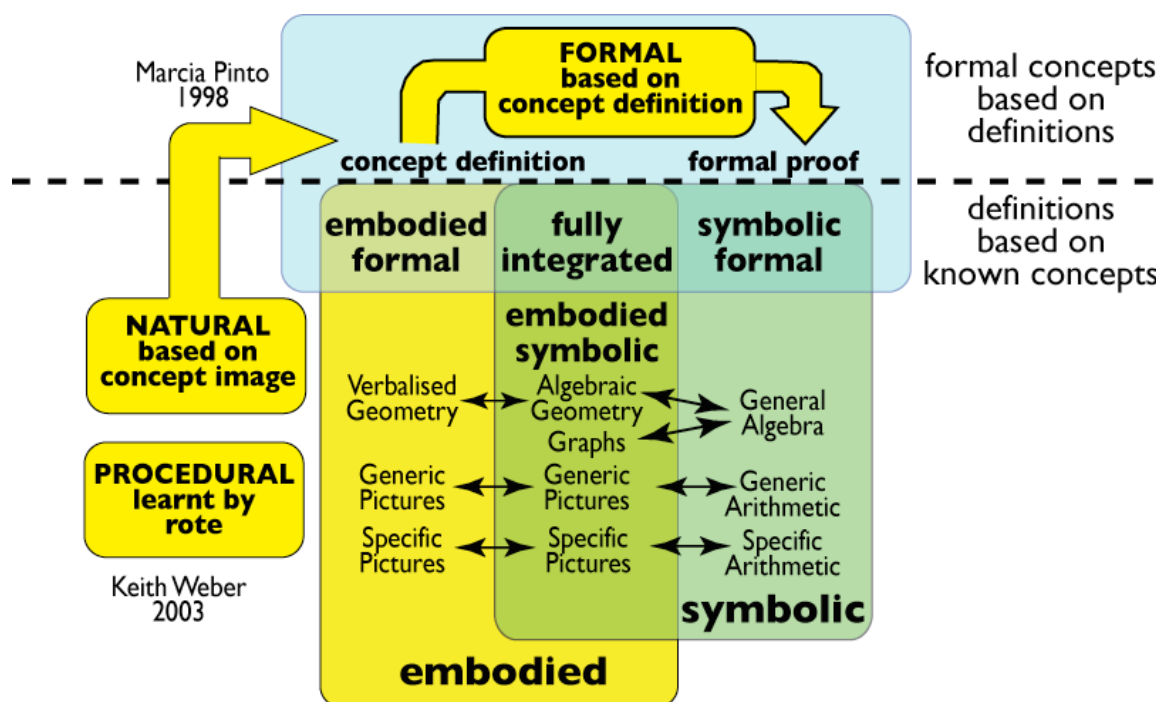 Marcia Pinto
1998
FORMAL
based on
concept definition
formal concepts
based on
definitions
concept definition
formal proof
definitions
based on
known concepts
embodied
formal
fully
integrated
symbolic
formal
NATURAL
based on
concept image
embodied
symbolic
Verbalised
Geometry
Algebraic
Geometry
Graphs
General
Algebra
PROCEDURAL
learnt by
rote
Generic
Pictures
Generic
Pictures
Generic
Arithmetic
Specific
Pictures
Specific
Pictures
Specific
Arithmetic
Keith Weber
2003
symbolic
embodied